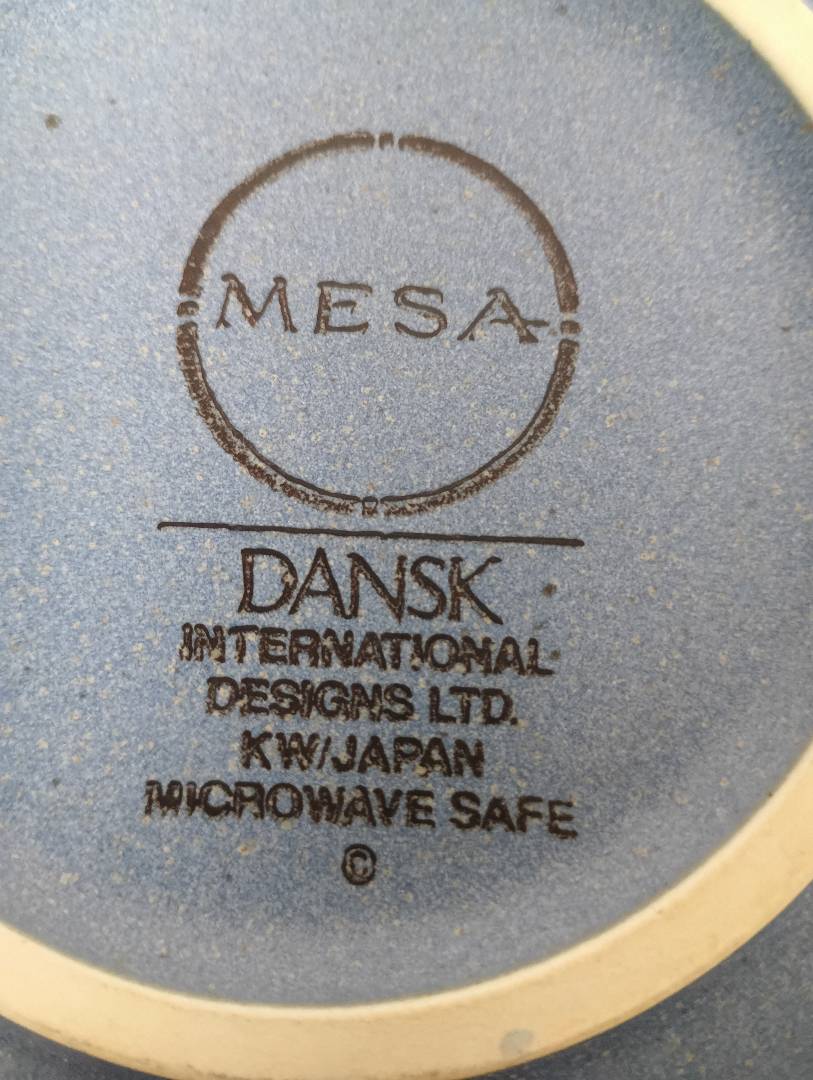 MESA
DANSK
INTERNATIONAL
DESIGNS LTD.
KW/JAPAN
MICROWAVE SAFE
©